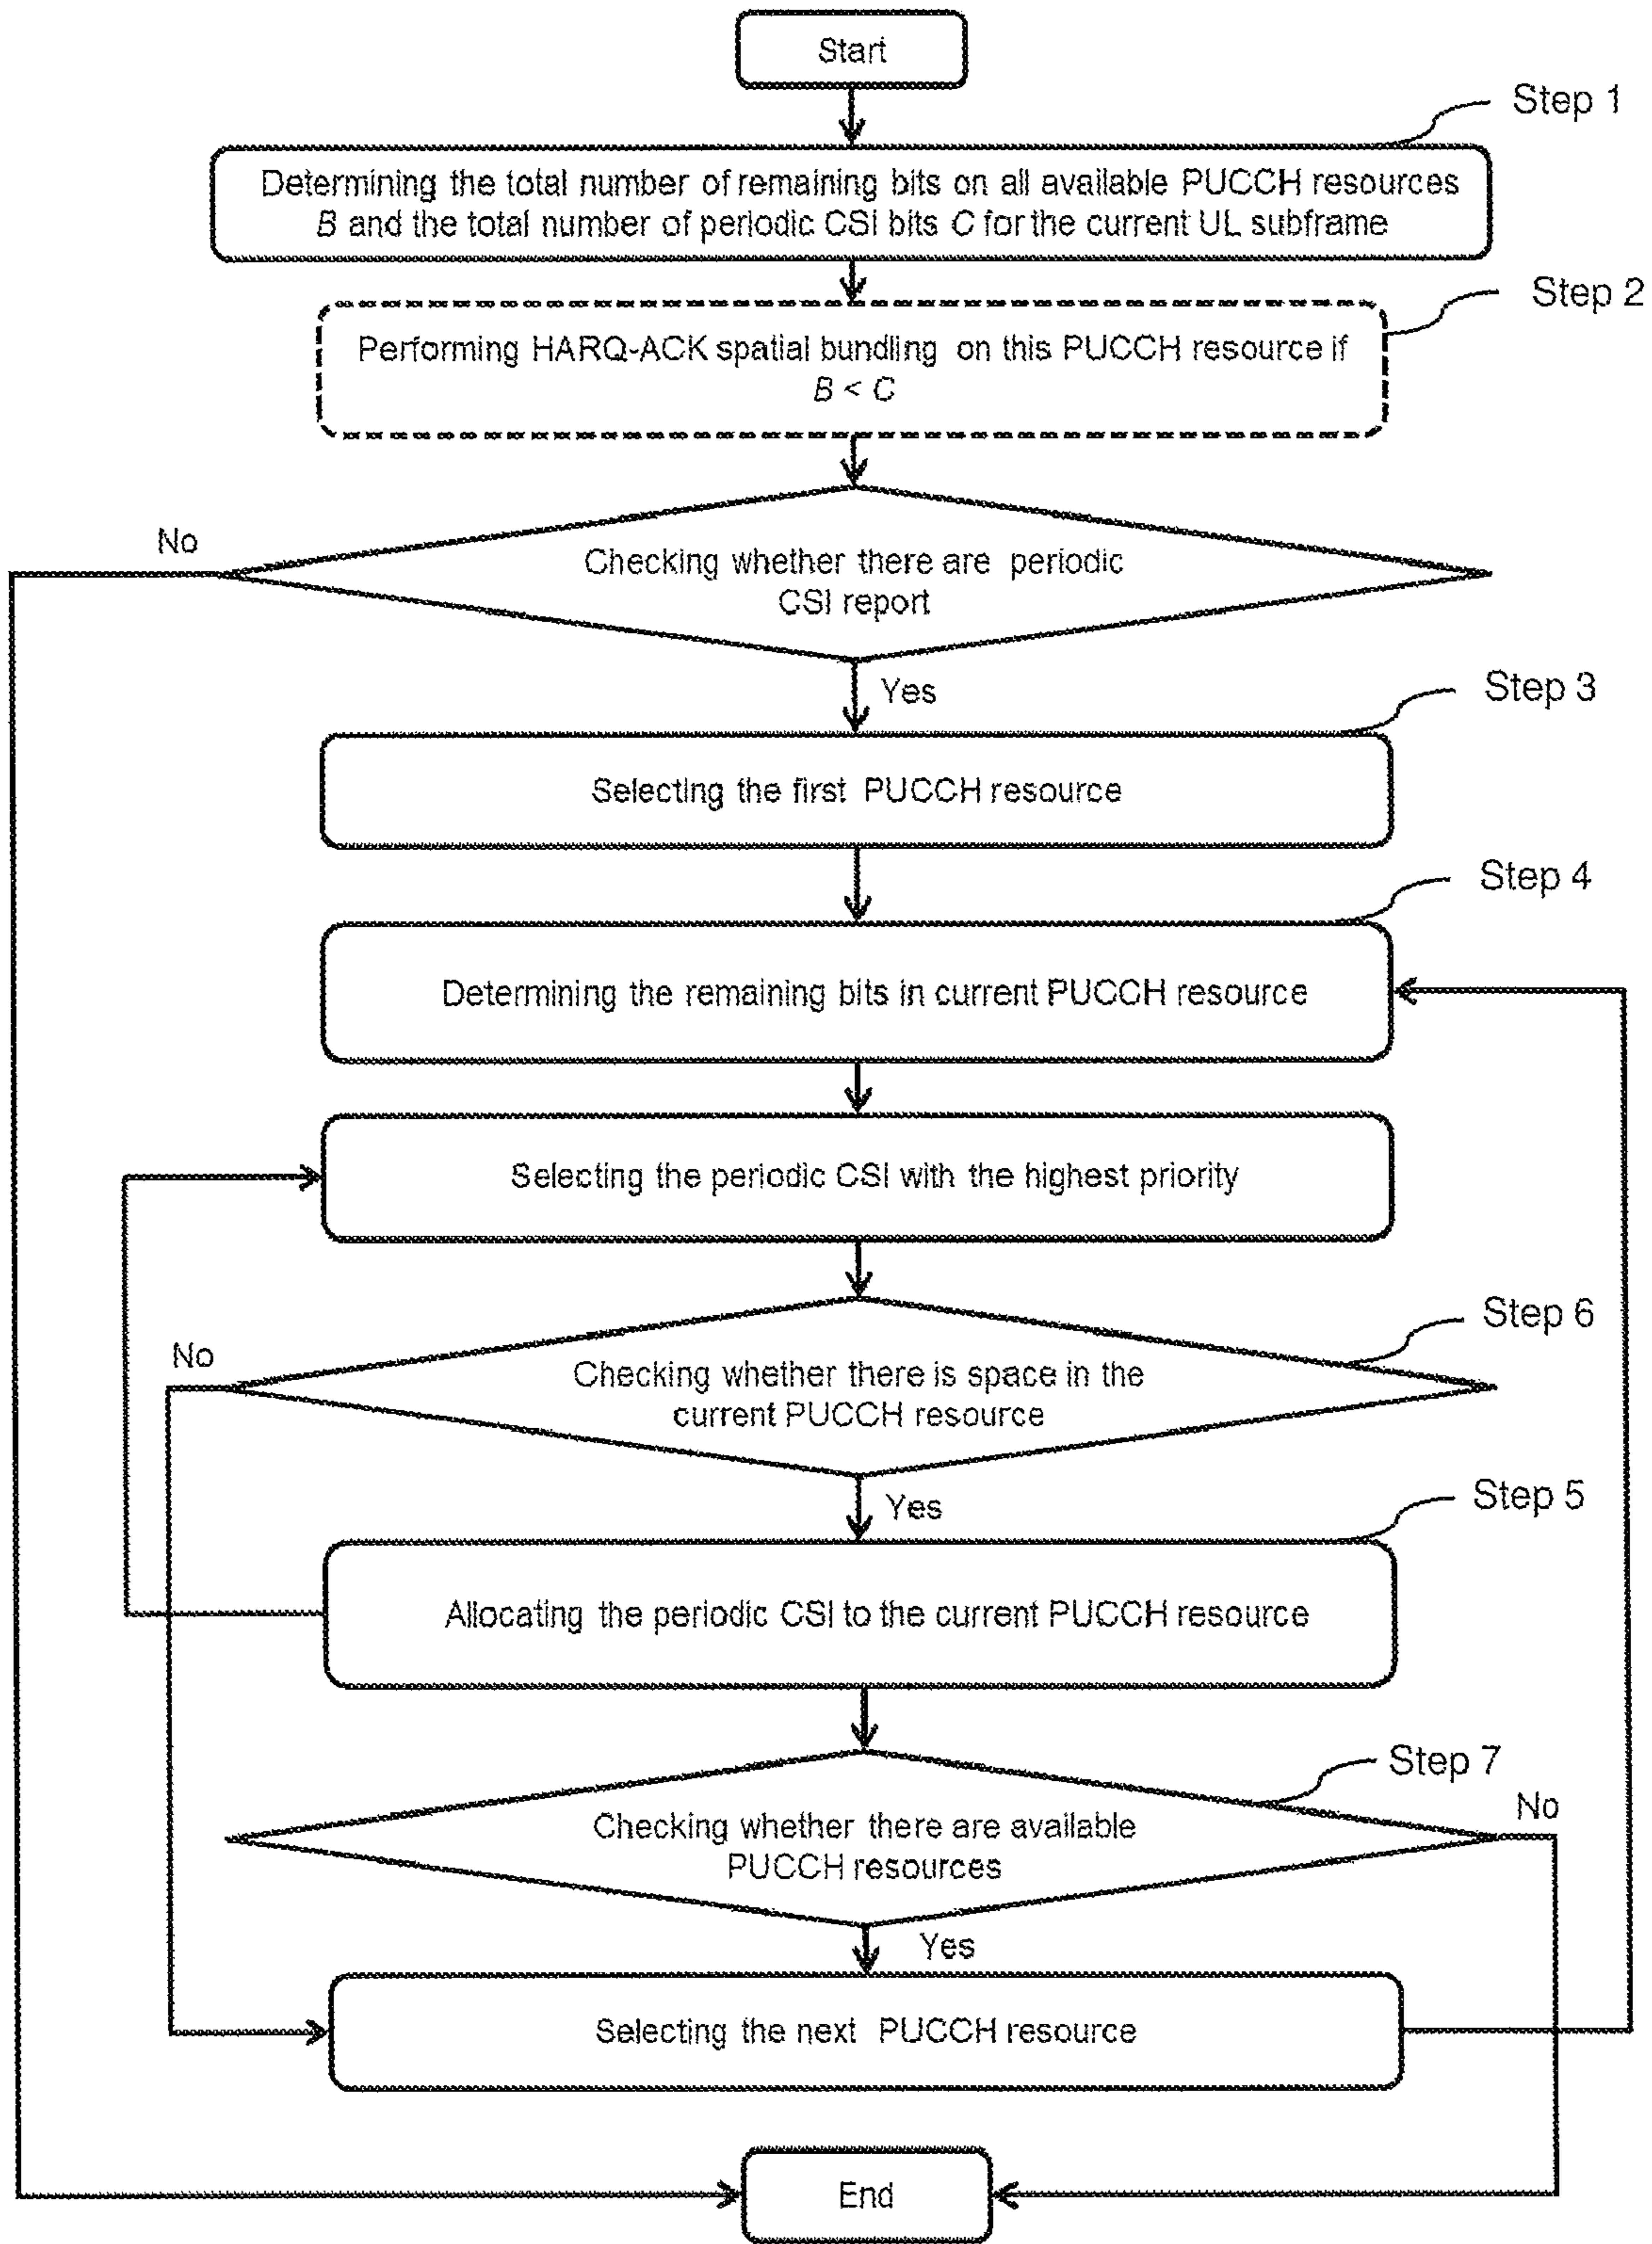 Start
Step 1
Determining the total number of remaining bits on all available PUCCH resources
B and the total number of periodic CSI bits C for the current UL subframe
Step 2
Performing HARQ-ACK spatial bundling on this PUCCH resource if
B < C
No
Checking whether there are periodic
CSI report
Yes
Step 3
Selecting the first PUCCH resource
Step 4
Determining the remaining bits in current PUCCH resource
Selecting the periodic CSI with the highest priority
Step 6
No
Checking whether there is space in the
current PUCCH resource
Yes
Step 5
Allocating the periodic CSI to the current PUCCH resource
Step 7
No
Checking whether there are available
PUCCH resources
Yes
Selecting the next PUCCH resource
End